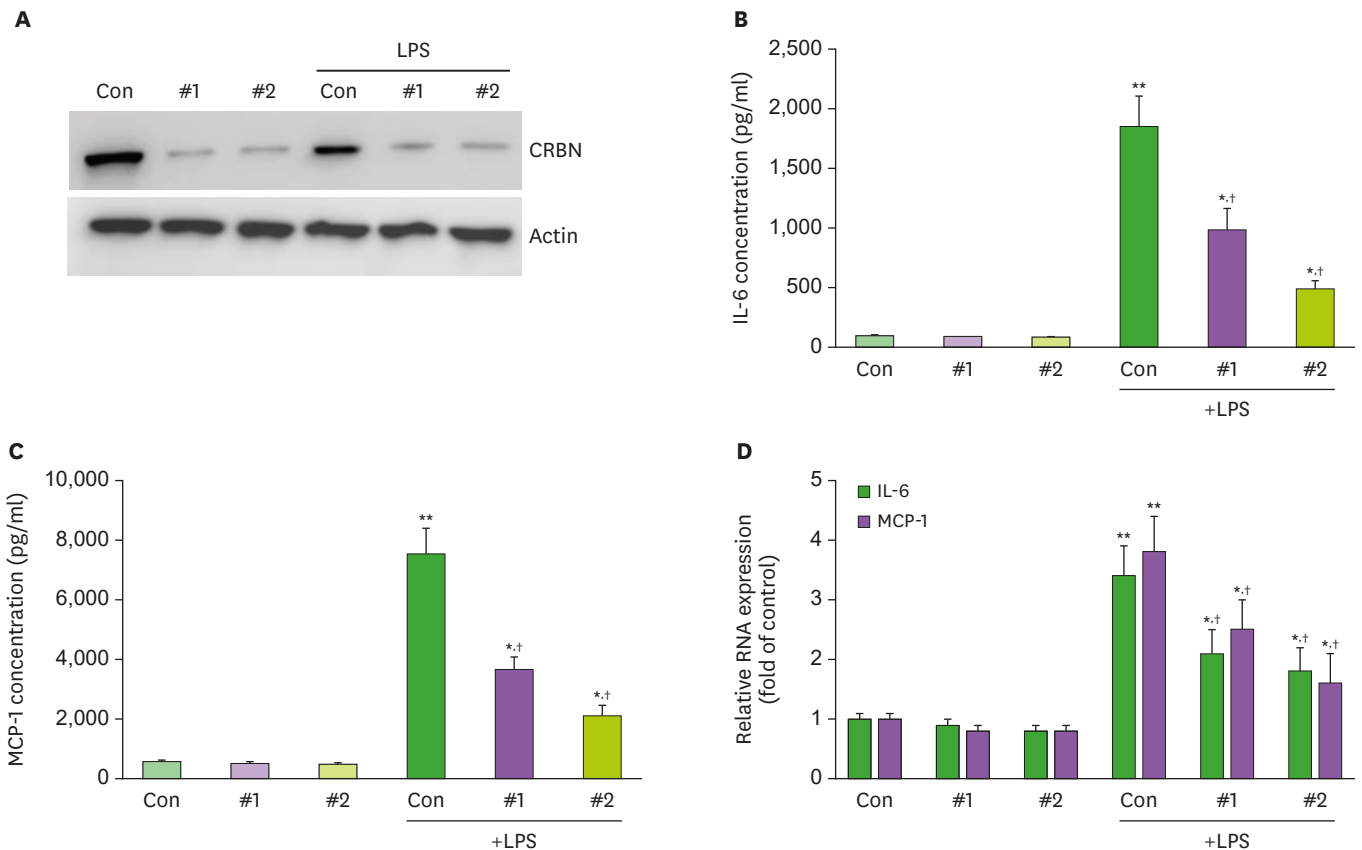 A
LPS
Con #1 #2 Con #1 #2
CRBN
Actin
B
IL-6 concentration (pg/ml)
2,500
2,000
1,500
1,000
500
0
**
*,†
*,†
Con #1 #2 Con #1 #2
+LPS
C
MCP-1 concentration (pg/ml)
10,000
8,000
6,000
4,000
2,000
0
**
*,†
*,†
Con #1 #2 Con #1 #2
+LPS
D
Relative RNA expression
(fold of control)
5
4
3
2
1
0
IL-6
MCP-1
** **
*,† *,†
*,† *,†
Con #1 #2 Con #1 #2
+LPS